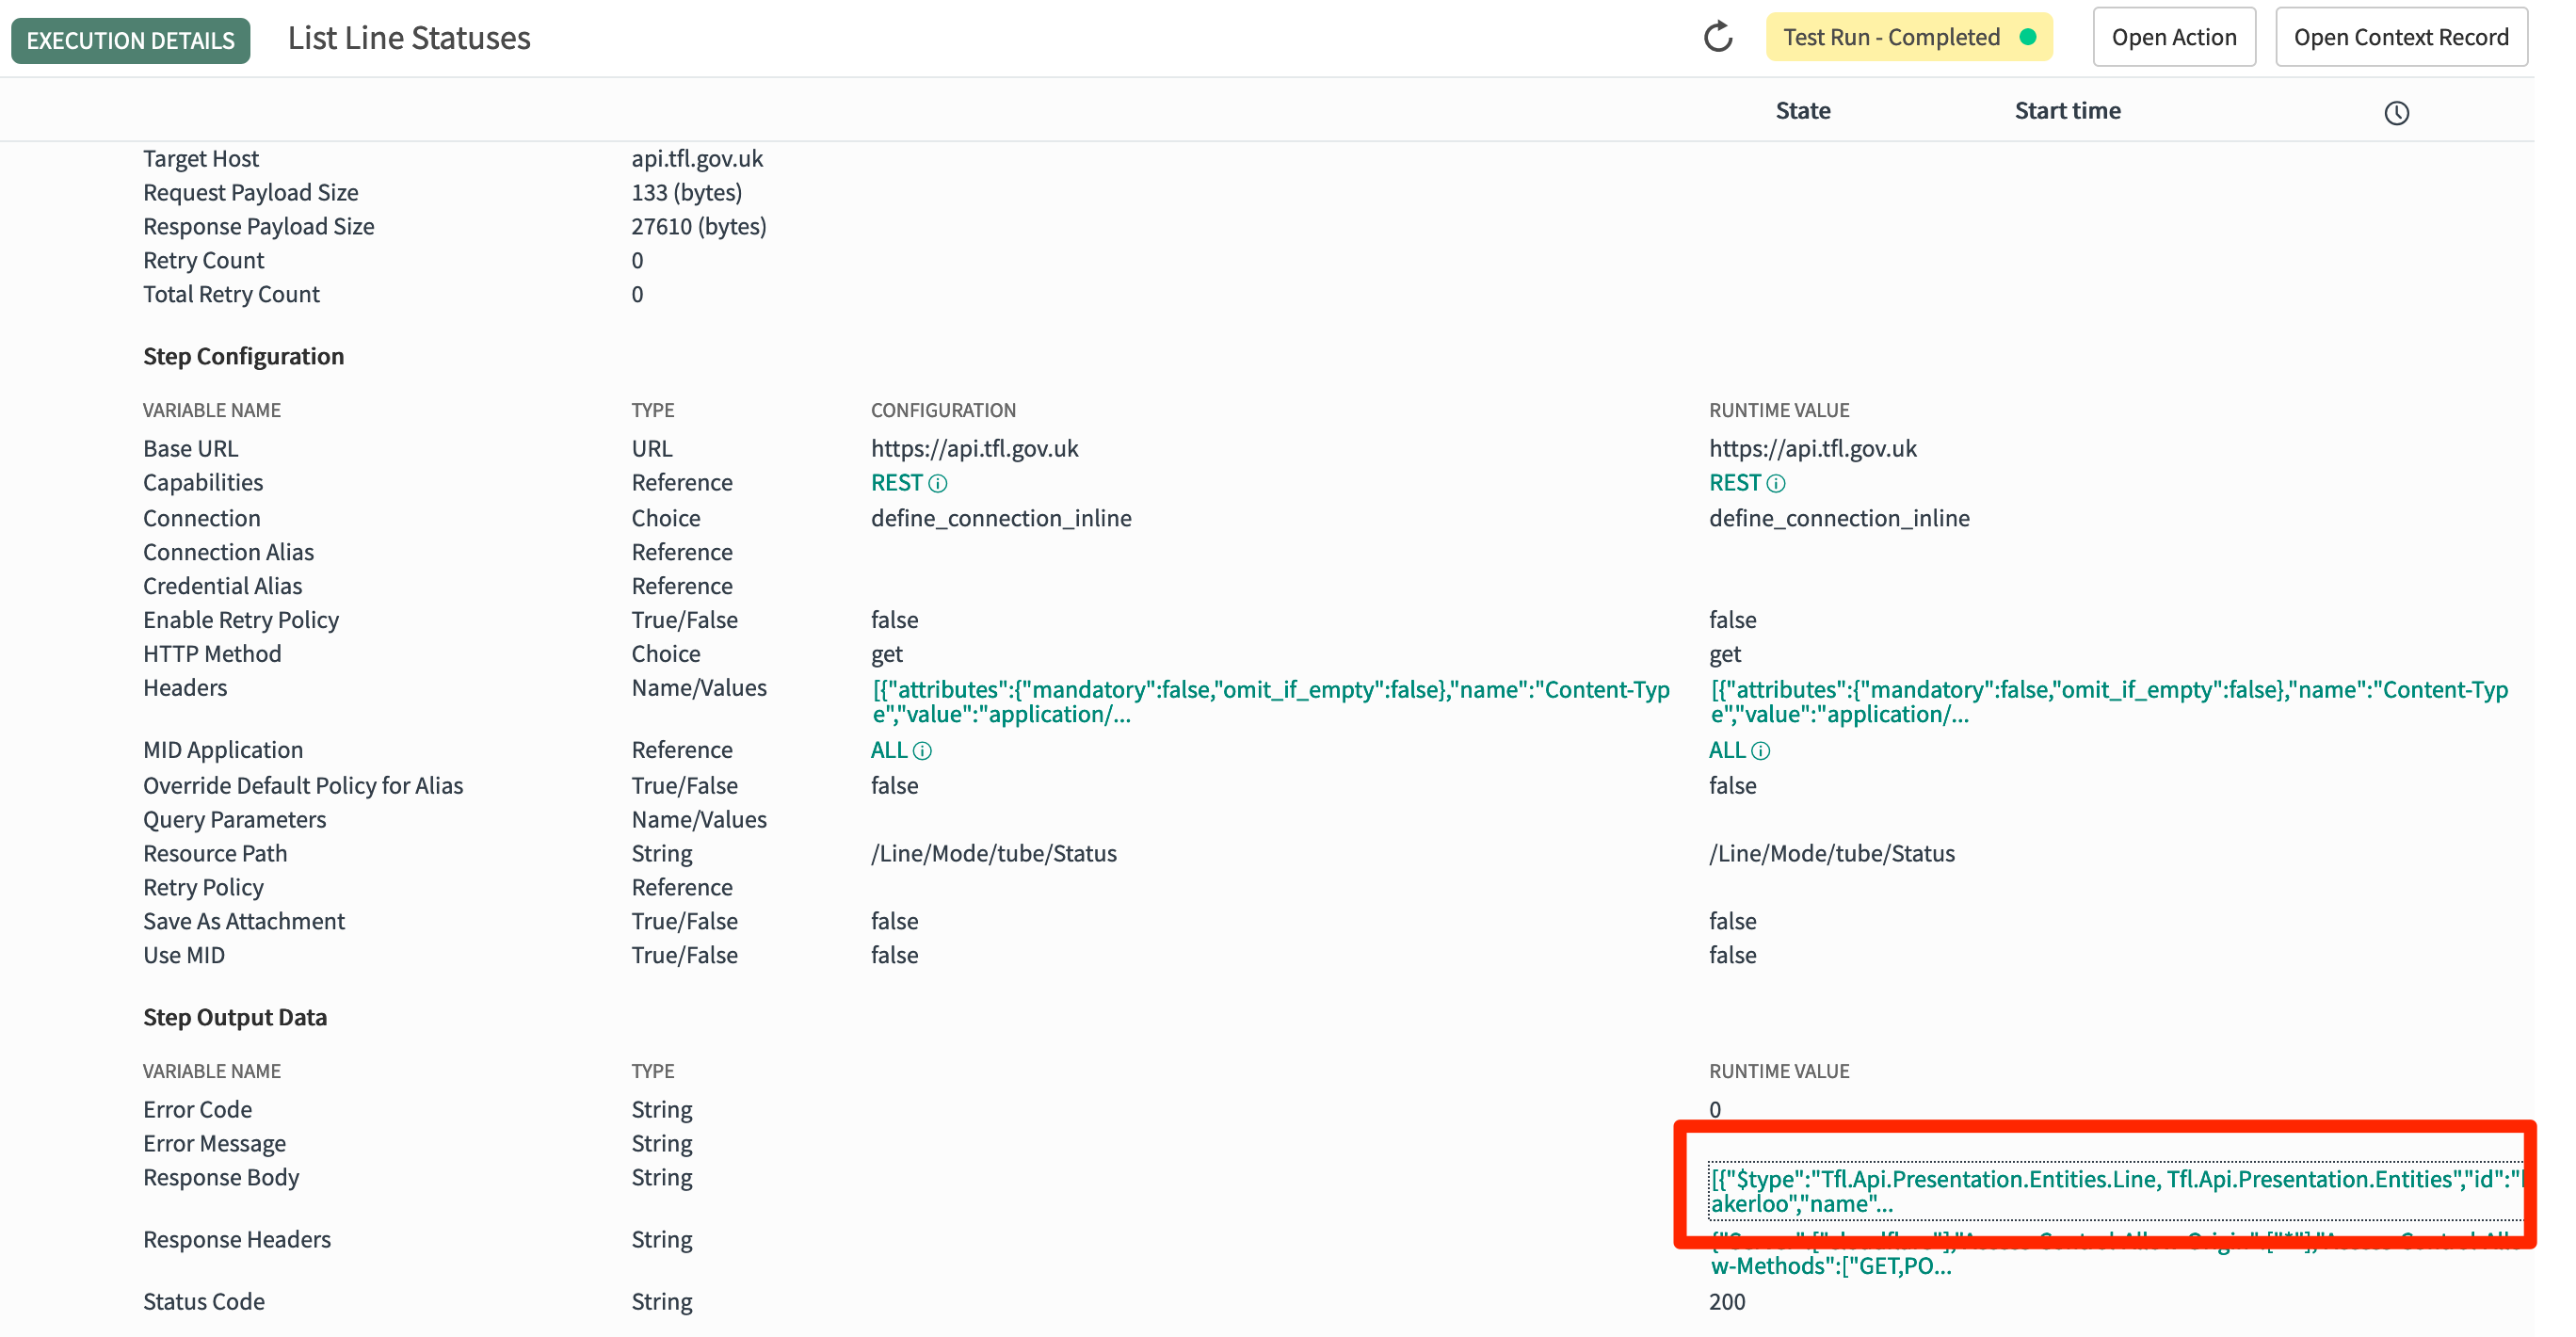 EXECUTION DETAILS List Line Statuses Test Run - Completed Open Action Open Context Record
State Start time
Target Host api.tfl.gov.uk
Request Payload Size 133 (bytes)
Response Payload Size 27610 (bytes)
Retry Count 0
Total Retry Count 0
Step Configuration
VARIABLE NAME TYPE CONFIGURATION RUNTIME VALUE
Base URL URL https://api.tfl.gov.uk https://api.tfl.gov.uk
Capabilities Reference REST REST
Connection Choice define_connection_inline define_connection_inline
Connection Alias Reference
Credential Alias Reference
Enable Retry Policy True/False false false
HTTP Method Choice get get
Headers Name/Values [{"attributes":{"mandatory":false,"omit_if_empty":false},"name":"Content-Typ [{"attributes":{"mandatory":false,"omit_if_empty":false},"name":"Content-Typ
e","value":"application/... e","value":"application/...
MID Application Reference ALL ALL
Override Default Policy for Alias True/False false false
Query Parameters Name/Values
Resource Path String /Line/Mode/tube/Status /Line/Mode/tube/Status
Retry Policy Reference
Save As Attachment True/False false false
Use MID True/False false false
Step Output Data
VARIABLE NAME TYPE RUNTIME VALUE
Error Code String 0
Error Message String
Response Body String [{"$type":"Tfl.Api.Presentation.Entities.Line, Tfl.Api.Presentation.Entities","id":"
akerloo","name"...
Response Headers String
w-Methods":["GET,PO...
Status Code String 200